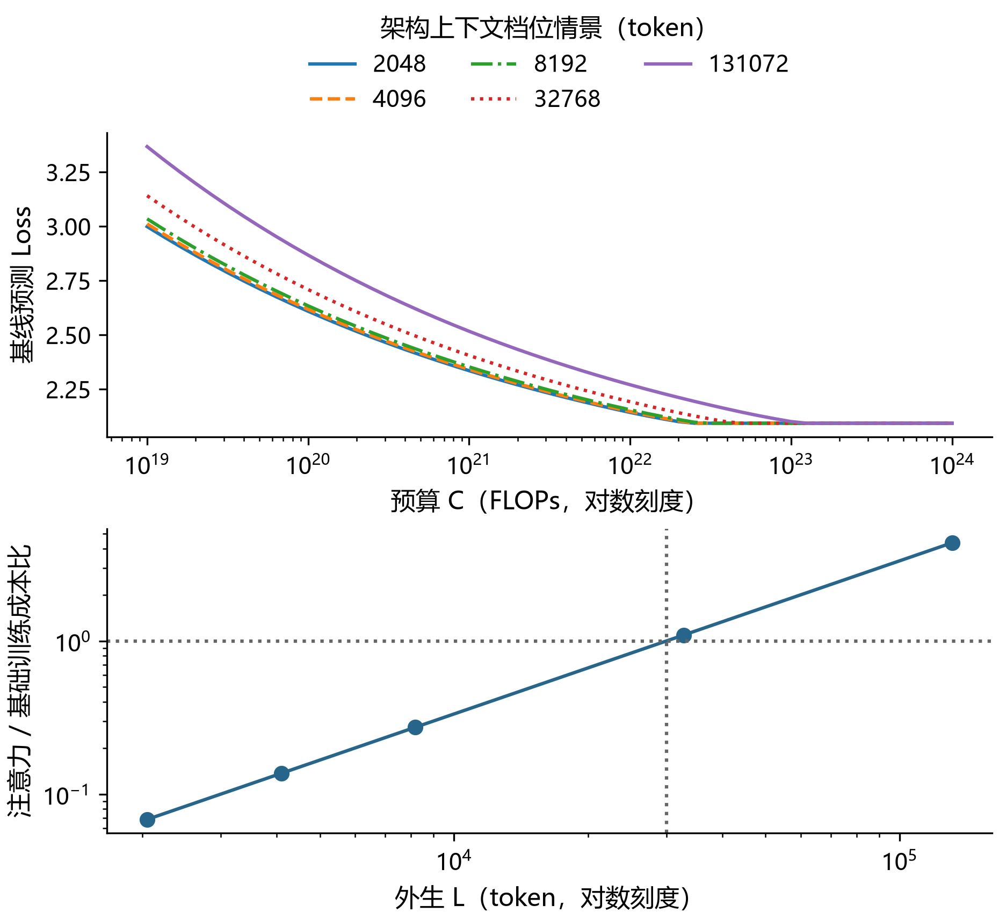 架构上下文档位情景（token）
2048 8192 131072
4096 32768
基线预测 Loss
3.25
3.00
2.75
2.50
2.25
10¹⁹ 10²⁰ 10²¹ 10²² 10²³ 10²⁴
预算 C（FLOPs，对数刻度）
注意力 / 基础训练成本比
10⁰
10⁻¹
10⁴ 10⁵
外生 L（token，对数刻度）